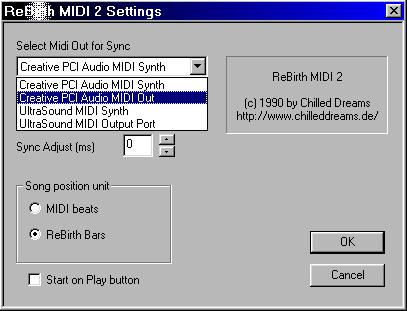 ReBirth MIDI 2 Settings
Select Midi Out for Sync
Creative PCI Audio MIDI Synth
Creative PCI Audio MIDI Synth
Creative PCI Audio MIDI Out
UltraSound MIDI Synth
UltraSound MIDI Output Port
Sync Adjust (ms)
0
ReBirth MIDI 2
(c) 1990 by Chilled Dreams
http://www.chilleddreams.de/
Song position unit
MIDI beats
ReBirth Bars
Start on Play button
OK
Cancel